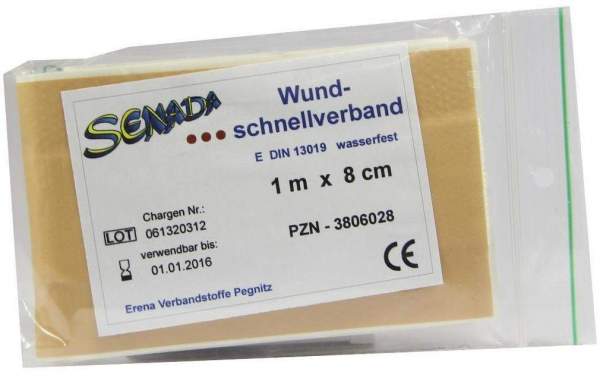 SENADA
Wund-
schnellverband
E DIN 13019 wasserfest
1 m x 8 cm
PZN - 3806028
Chargen Nr.:
LOT 061320312
verwendbar bis:
01.01.2016
CE
Erena Verbandstoffe Pegnitz